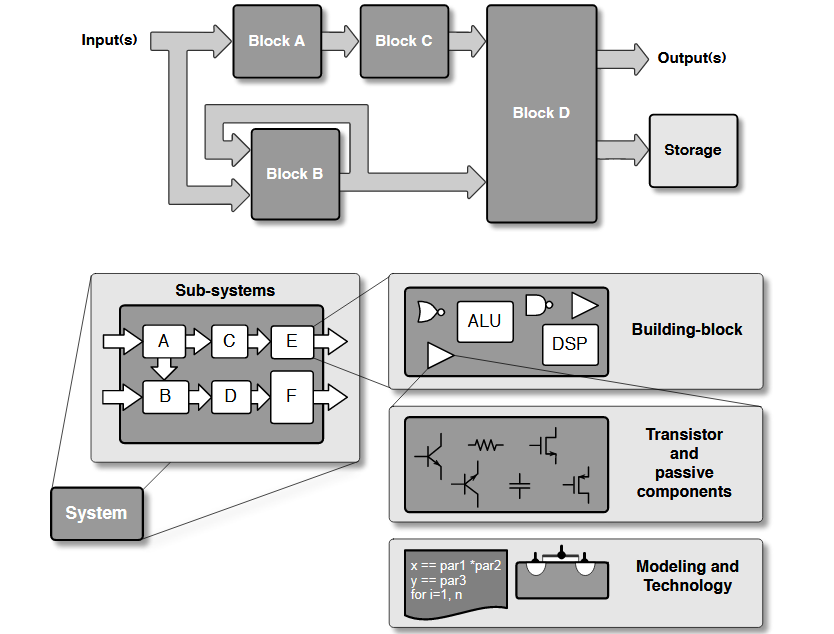 Input(s)
Block A
Block C
Block D
Output(s)
Block B
Storage
Sub-systems
A
C
E
B
D
F
System
ALU
DSP
Building-block
Transistor
and
passive
components
x == par1 *par2
y == par3
for i=1, n
Modeling and
Technology